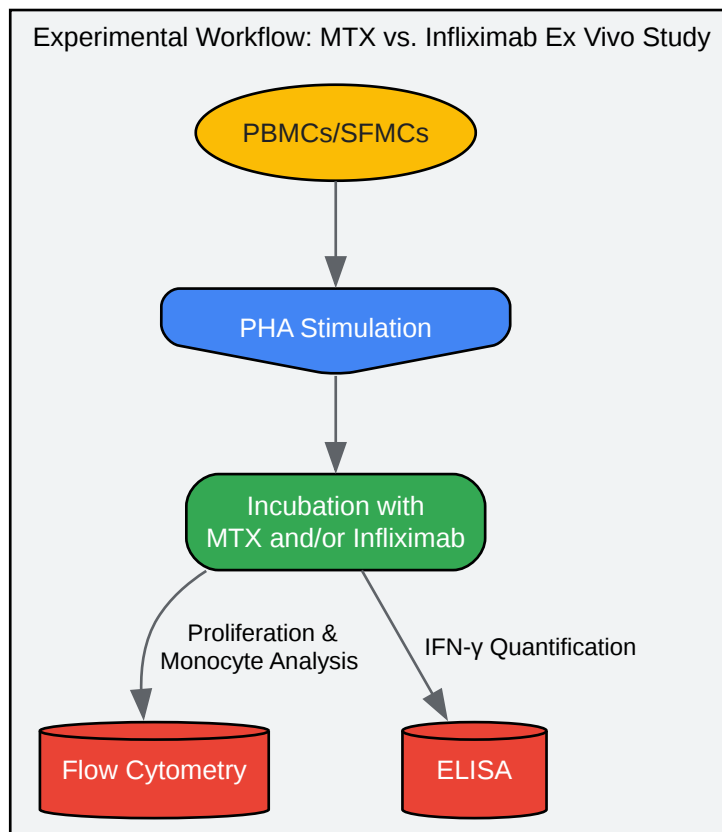 Experimental Workflow: MTX vs. Infliximab Ex Vivo Study
PBMCs/SFMCs
PHA Stimulation
Incubation with
MTX and/or Infliximab
Proliferation &
Monocyte Analysis
IFN-γ Quantification
Flow Cytometry
ELISA